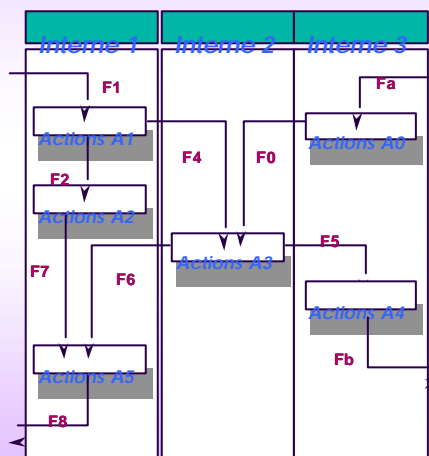 Interne 1 Interne 2 Interne 3
F1 Fa
Actions A1 Actions A0
F2 F4 F0
Actions A2
F7 F6 Actions A3 F5
Actions A4
Fb
Actions A5
F8